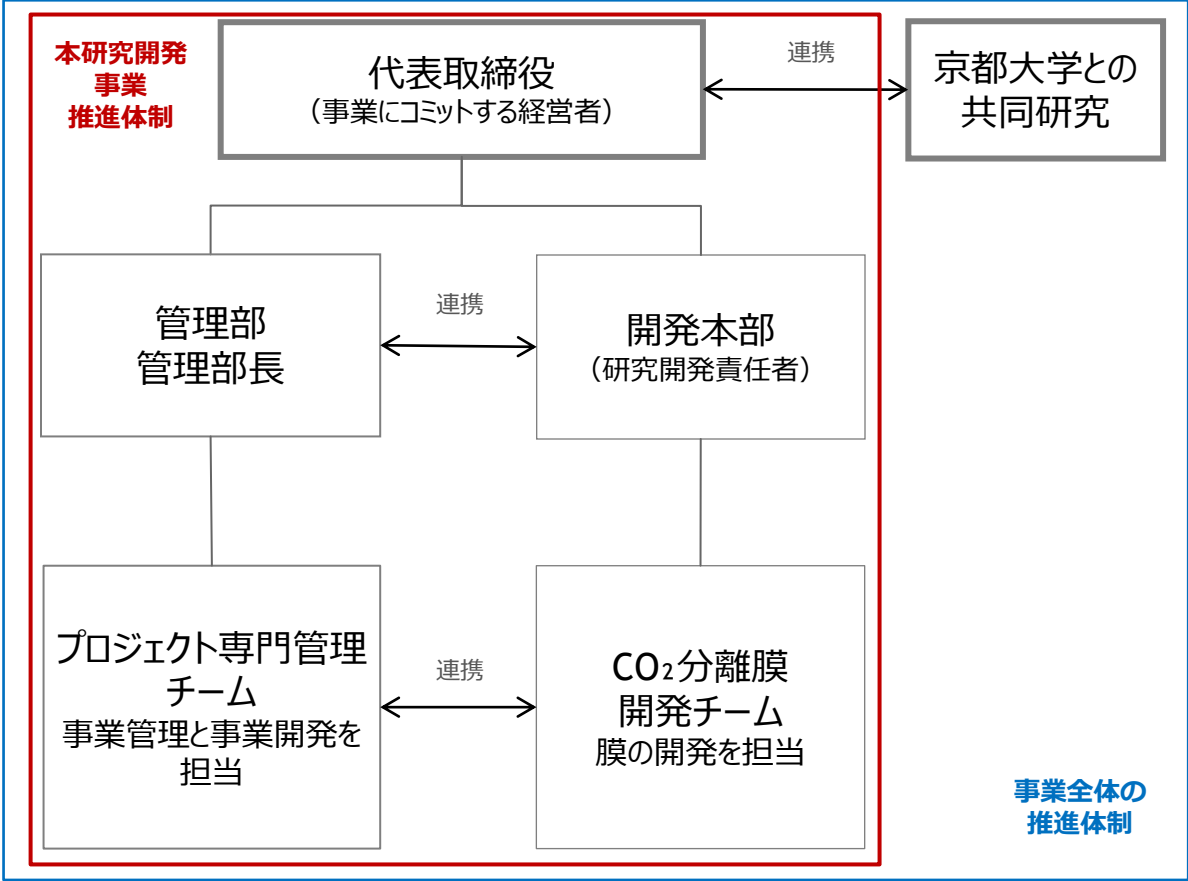 本研究開発
事業
推進体制
代表取締役
（事業にコミットする経営者）
連携
京都大学との
共同研究
管理部
管理部長
連携
開発本部
（研究開発責任者）
プロジェクト専門管理
チーム
事業管理と事業開発を
担当
連携
CO₂分離膜
開発チーム
膜の開発を担当
事業全体の
推進体制